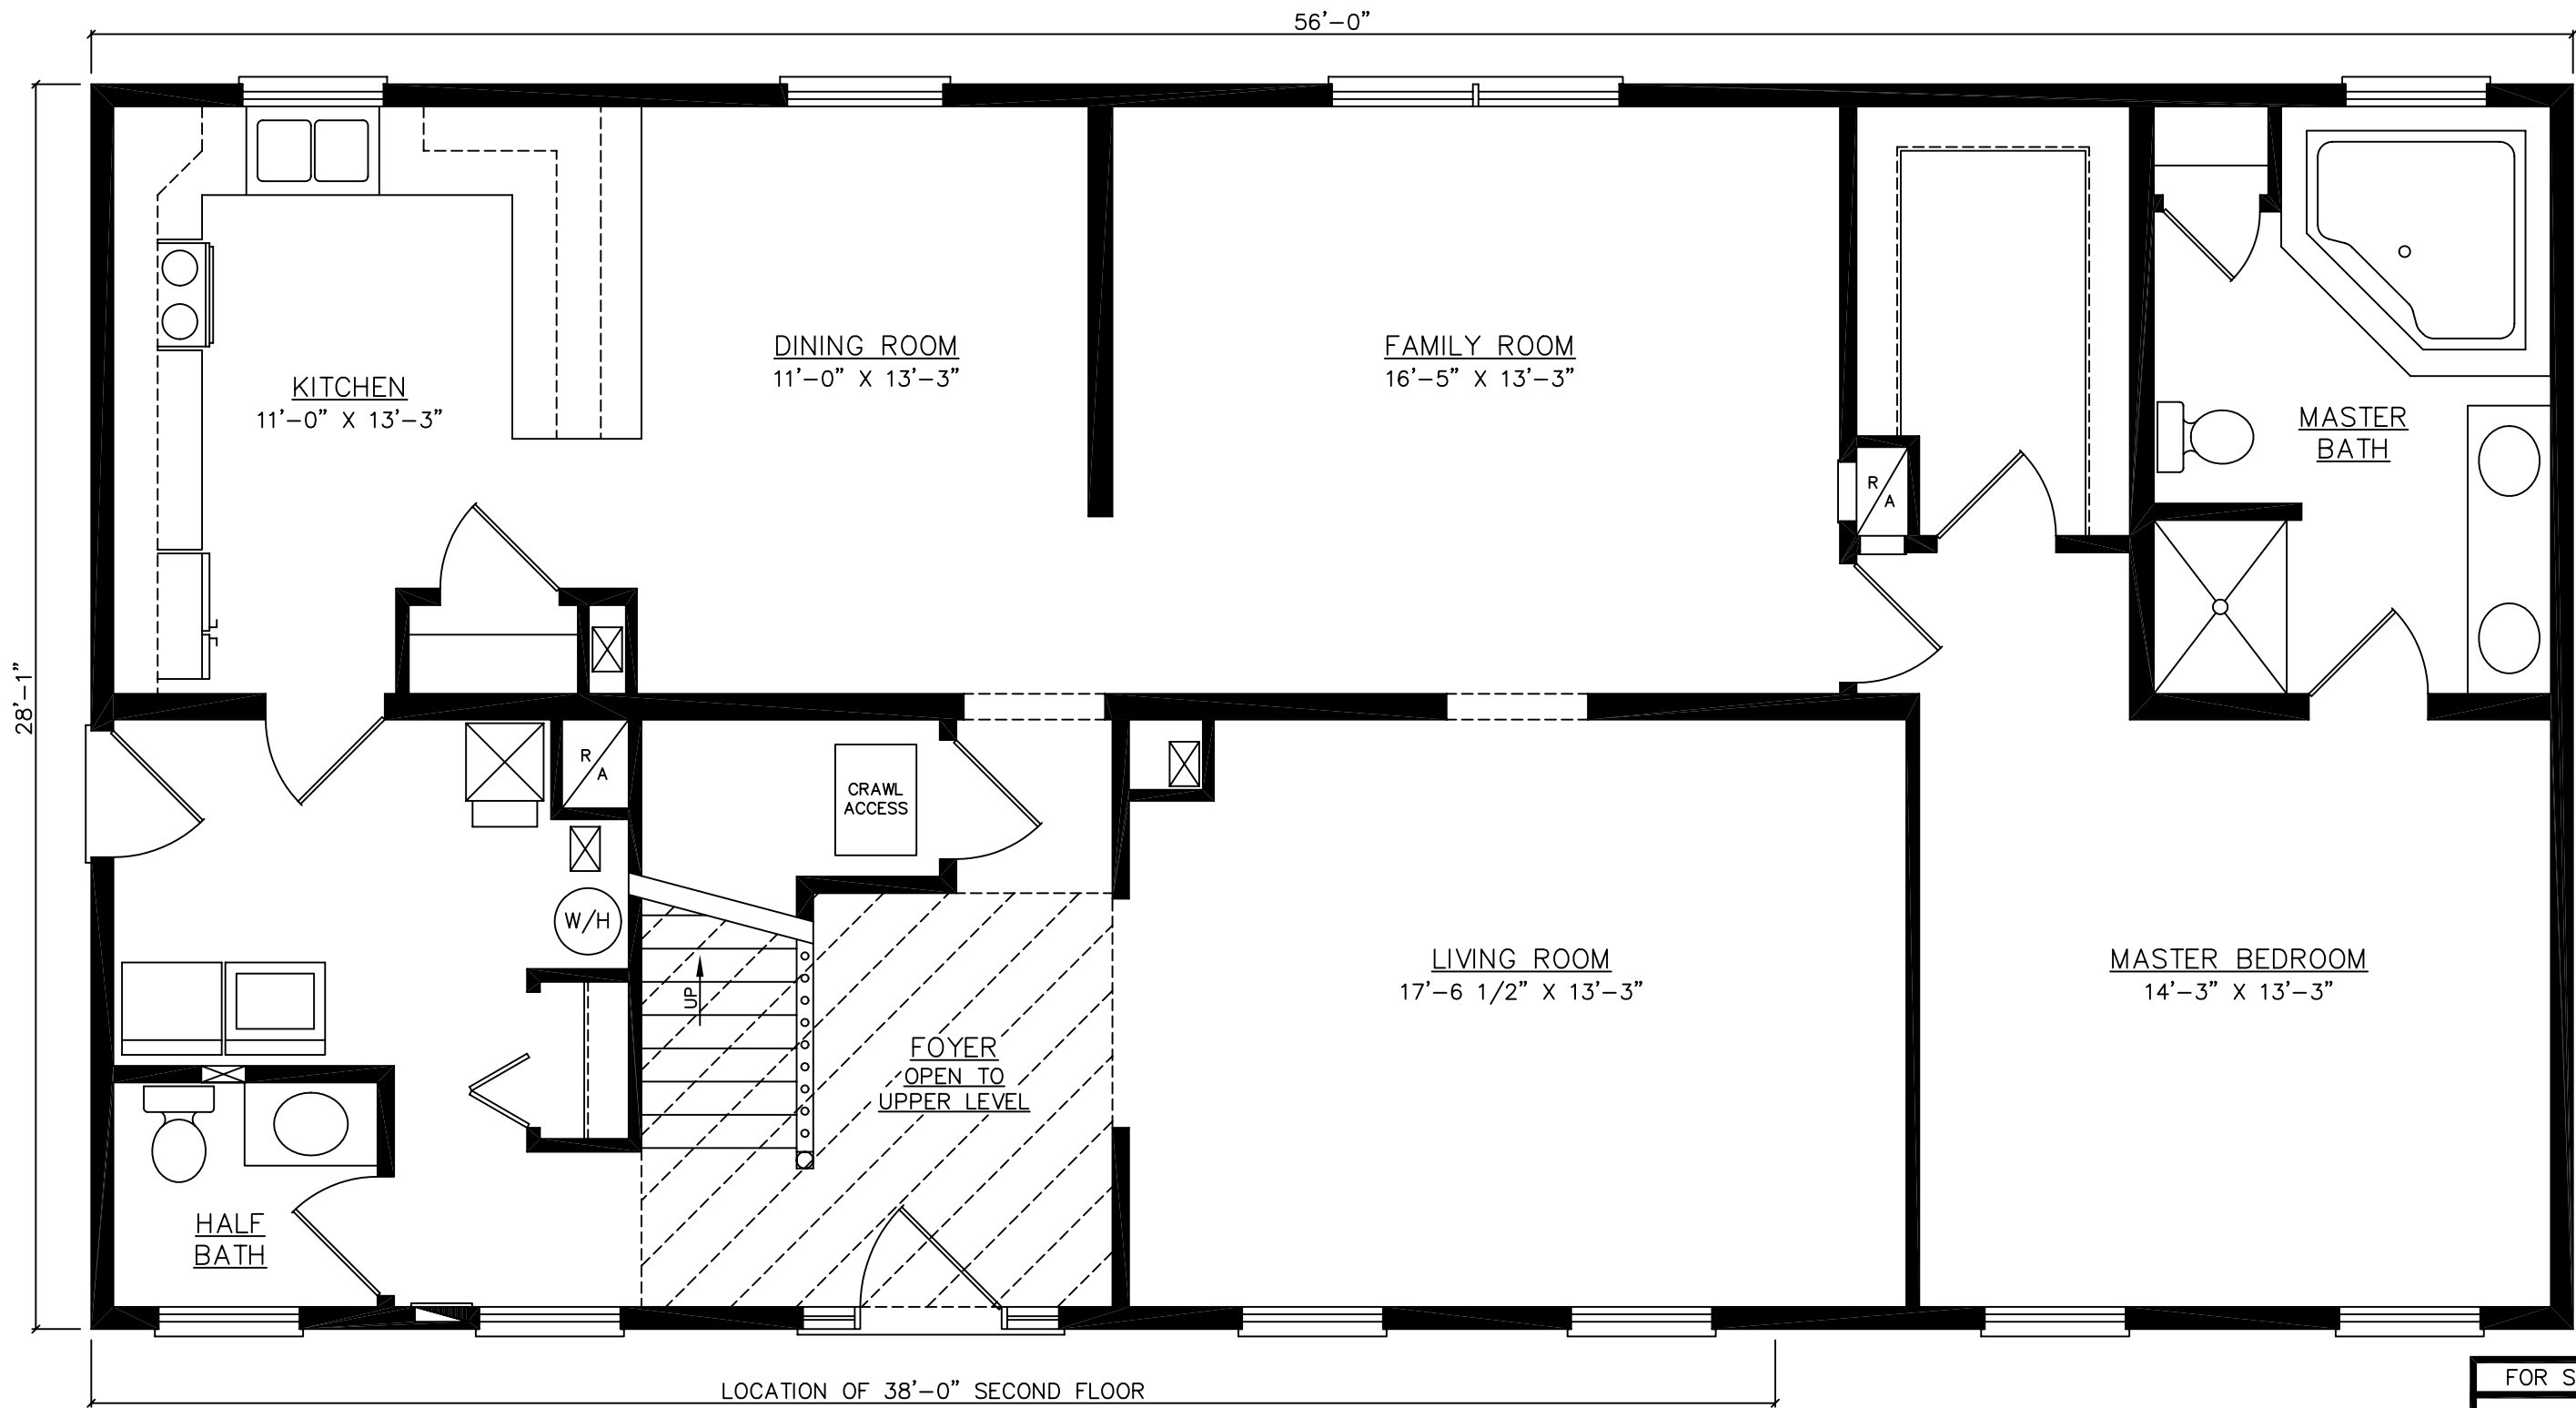 56'-0"
DINING ROOM
11'-0" X 13'-3"
FAMILY ROOM
16'-5" X 13'-3"
KITCHEN
11'-0" X 13'-3"
MASTER
BATH
R
A
28'-1"
R
A
CRAWL
ACCESS
W/H
UP
LIVING ROOM
17'-6 1/2" X 13'-3"
MASTER BEDROOM
14'-3" X 13'-3"
FOYER
OPEN TO
UPPER LEVEL
HALF
BATH
LOCATION OF 38'-0" SECOND FLOOR
FOR S